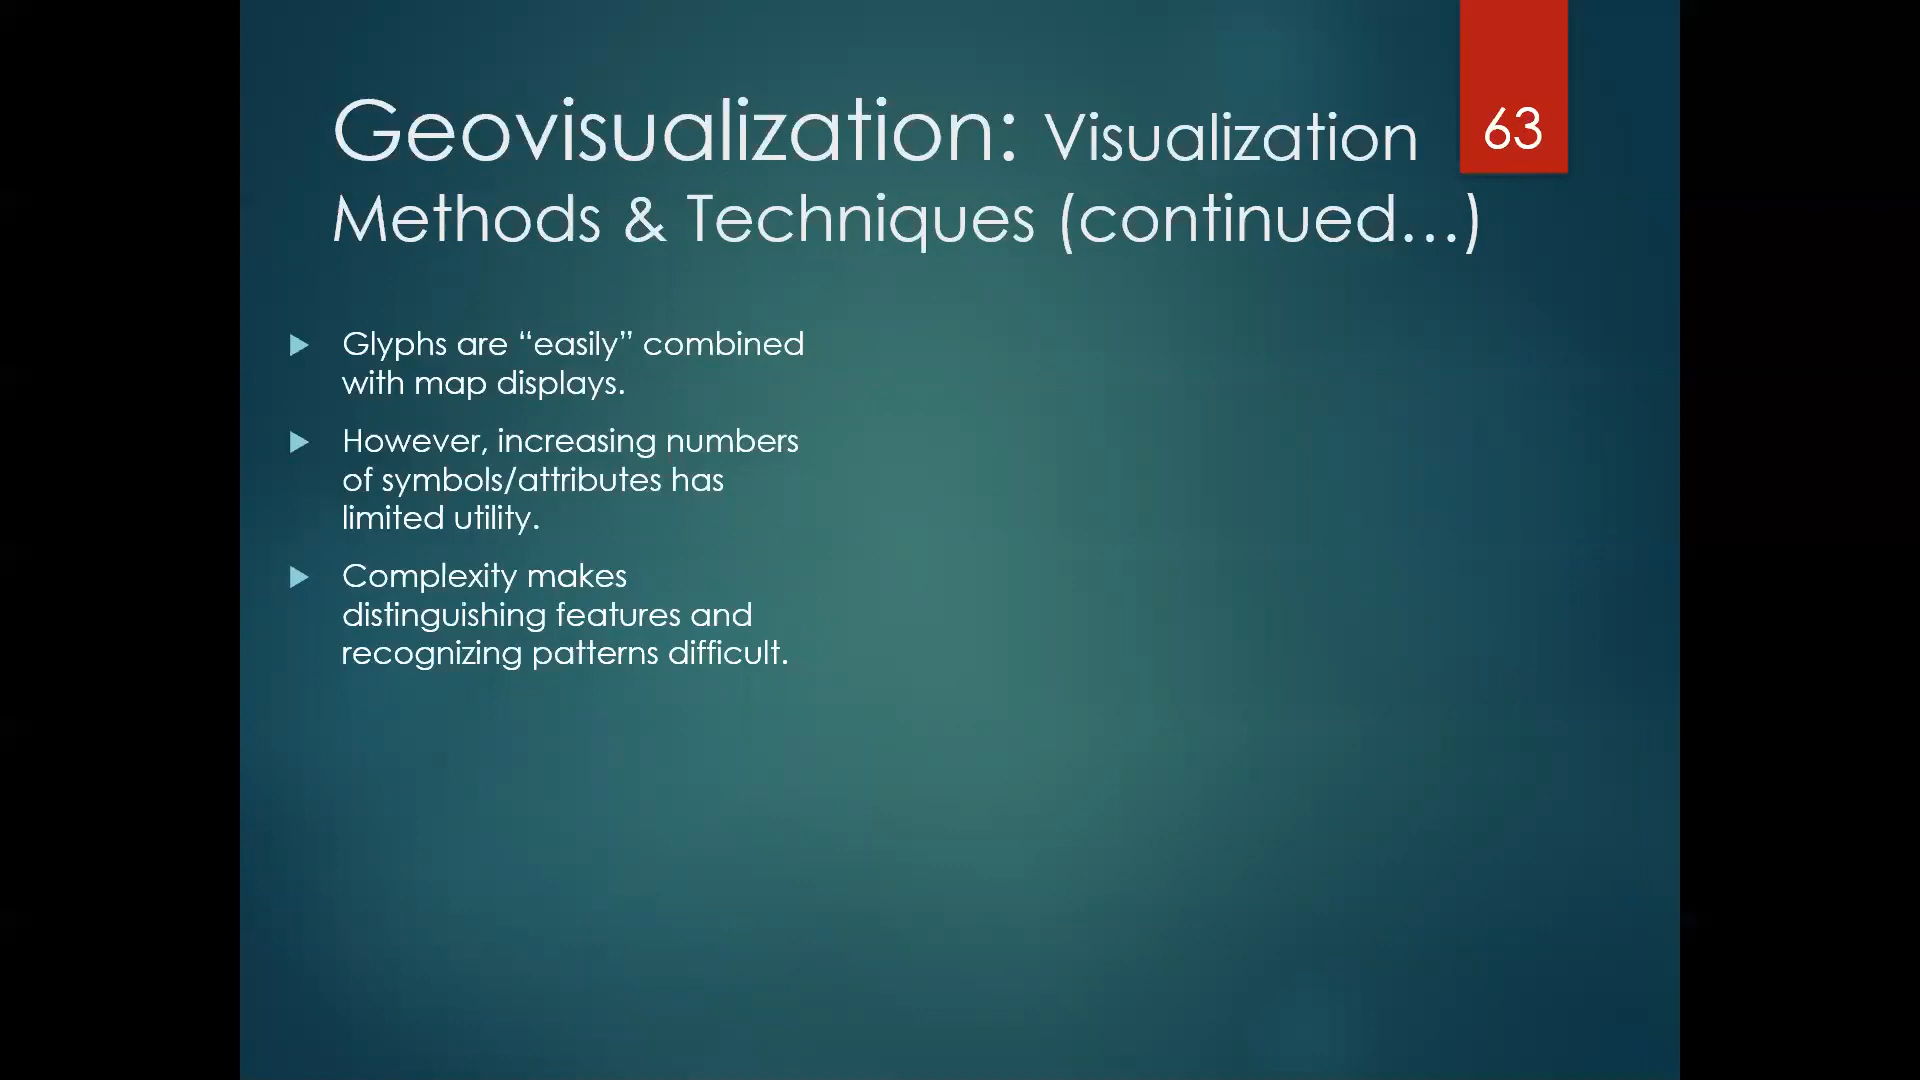 Geovisualization: Visualization
63
Methods & Techniques (continued…)
Glyphs are “easily” combined
with map displays.
However, increasing numbers
of symbols/attributes has
limited utility.
Complexity makes
distinguishing features and
recognizing patterns difficult.